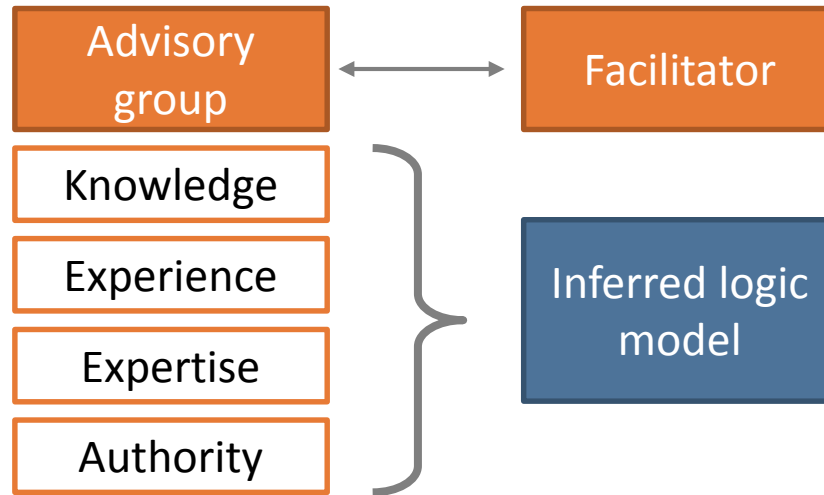 Advisory
group
Facilitator
Knowledge
Experience
Expertise
Authority
Inferred logic
model